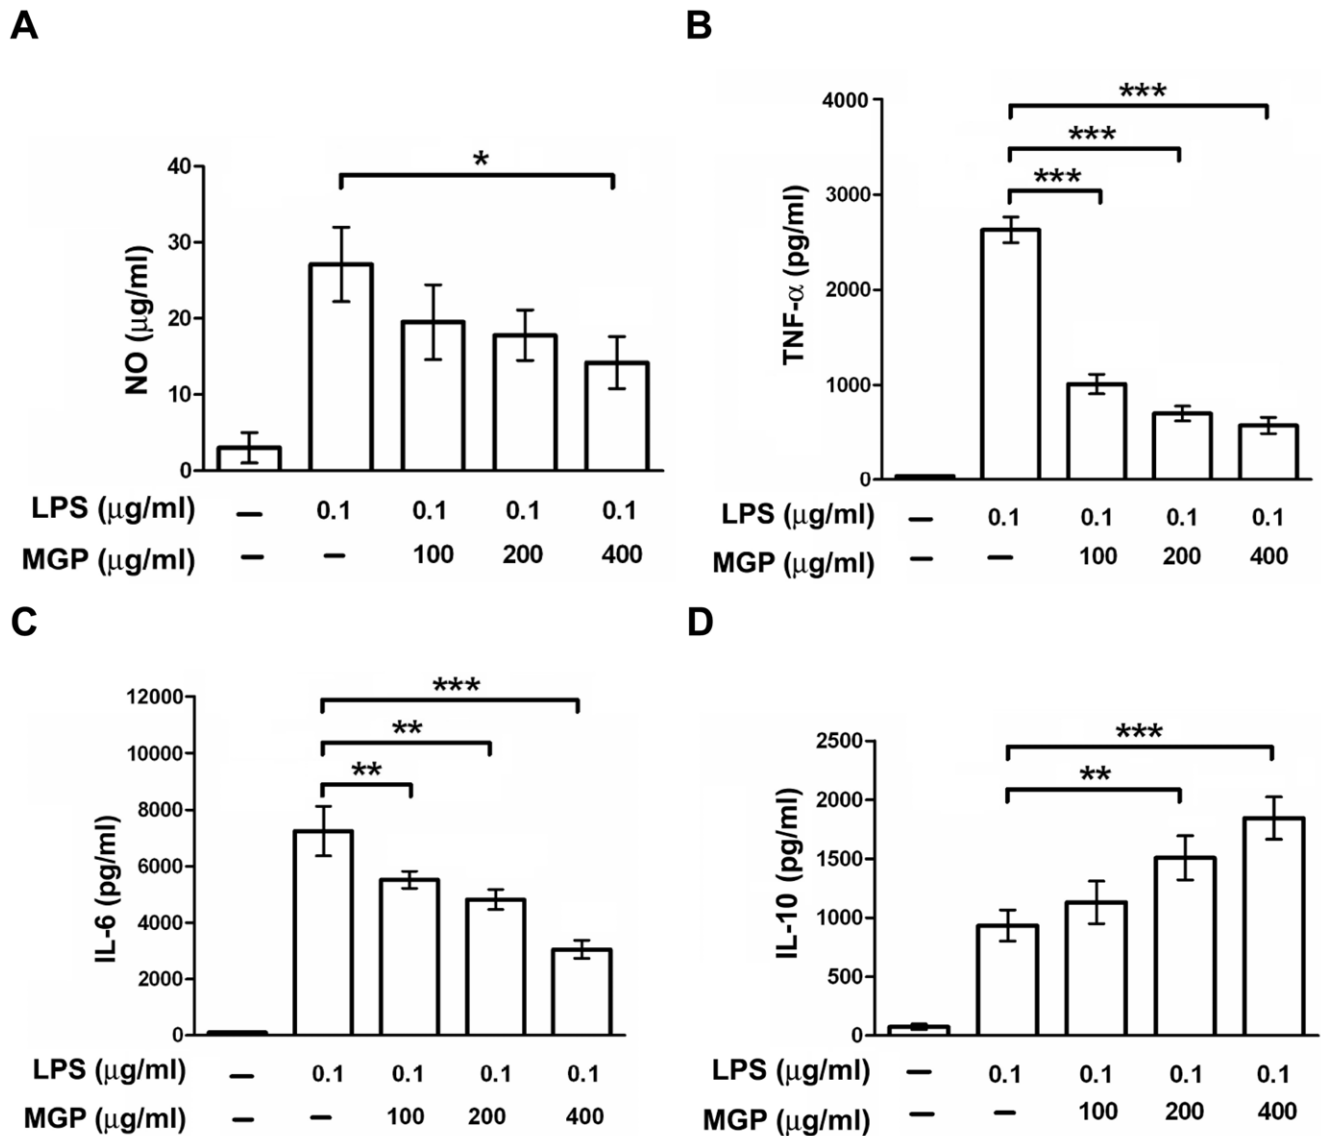 A
*
40
30
20
10
0
NO (μg/ml)
LPS (μg/ml) — 0.1 0.1 0.1 0.1
MGP (μg/ml) — — 100 200 400
B
***
***
***
4000
3000
2000
1000
0
TNF-α (pg/ml)
LPS (μg/ml) — 0.1 0.1 0.1 0.1
MGP (μg/ml) — — 100 200 400
C
***
**
**
12000
10000
8000
6000
4000
2000
0
IL-6 (pg/ml)
LPS (μg/ml) — 0.1 0.1 0.1 0.1
MGP (μg/ml) — — 100 200 400
D
***
**
2500
2000
1500
1000
500
0
IL-10 (pg/ml)
LPS (μg/ml) — 0.1 0.1 0.1 0.1
MGP (μg/ml) — — 100 200 400